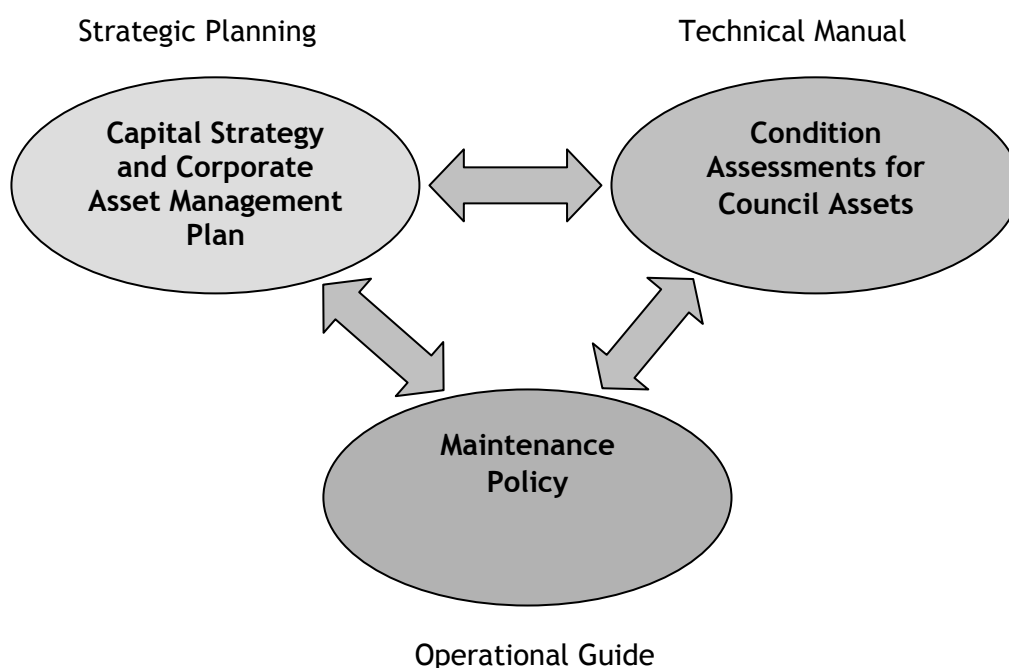 Strategic Planning
Technical Manual
Capital Strategy
and Corporate
Asset Management
Plan
Condition
Assessments for
Council Assets
Maintenance
Policy
Operational Guide